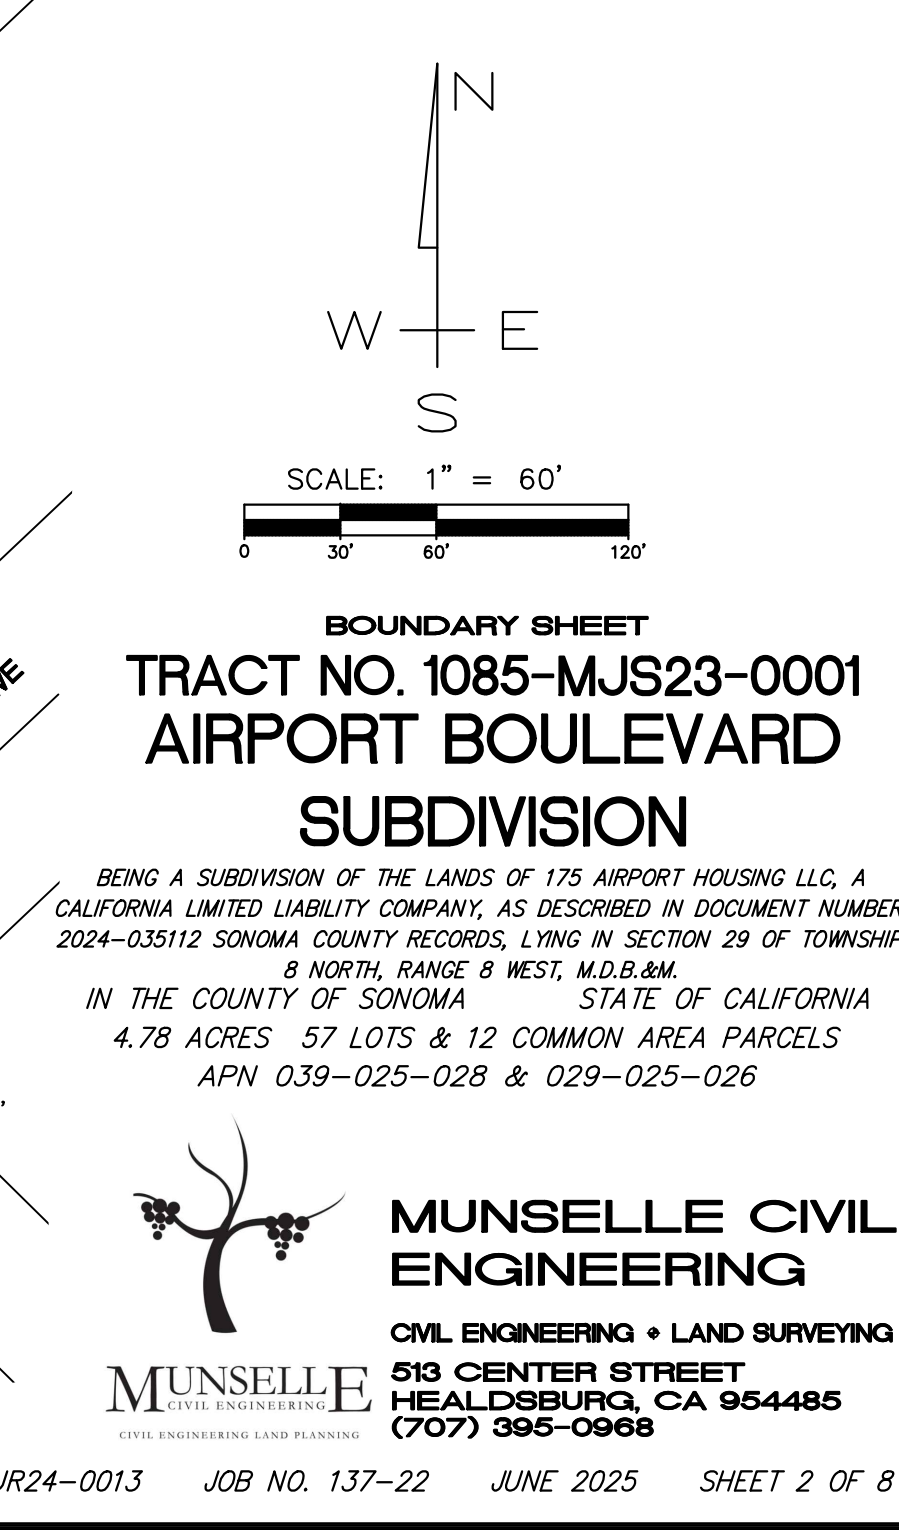 N
W E
S
SCALE: 1" = 60'
0 30' 60' 120'
BOUNDARY SHEET
TRACT NO. 1085-MJS23-0001
AIRPORT BOULEVARD
SUBDIVISION
BEING A SUBDIVISION OF THE LANDS OF 175 AIRPORT HOUSING LLC, A
CALIFORNIA LIMITED LIABILITY COMPANY, AS DESCRIBED IN DOCUMENT NUMBER
2024-035112 SONOMA COUNTY RECORDS, LYING IN SECTION 29 OF TOWNSHIP
8 NORTH, RANGE 8 WEST, M.D.B.&M.
IN THE COUNTY OF SONOMA STATE OF CALIFORNIA
4.78 ACRES 57 LOTS & 12 COMMON AREA PARCELS
APN 039-025-028 & 029-025-026
MUNSELLE CIVIL
ENGINEERING
CIVIL ENGINEERING LAND SURVEYING
513 CENTER STREET
HEALDSBURG, CA 954485
(707) 395-0968
MUNSELLE
CIVIL ENGINEERING
CIVIL ENGINEERING LAND PLANNING
R24-0013 JOB NO. 137-22 JUNE 2025 SHEET 2 OF 8